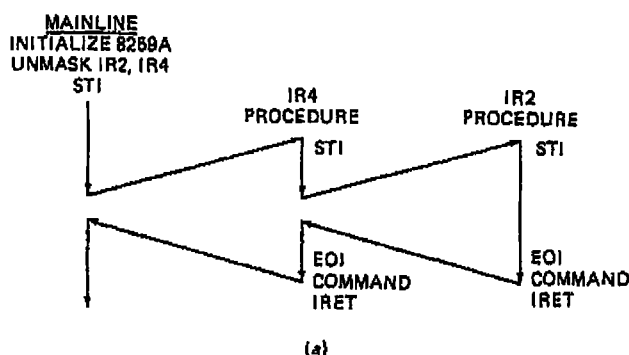 MAINLINE
INITIALIZE 8259A
UNMASK IR2, IR4
STI
IR4
PROCEDURE
STI
IR2
PROCEDURE
STI
EOI
COMMAND
IRET
EOI
COMMAND
IRET
(a)